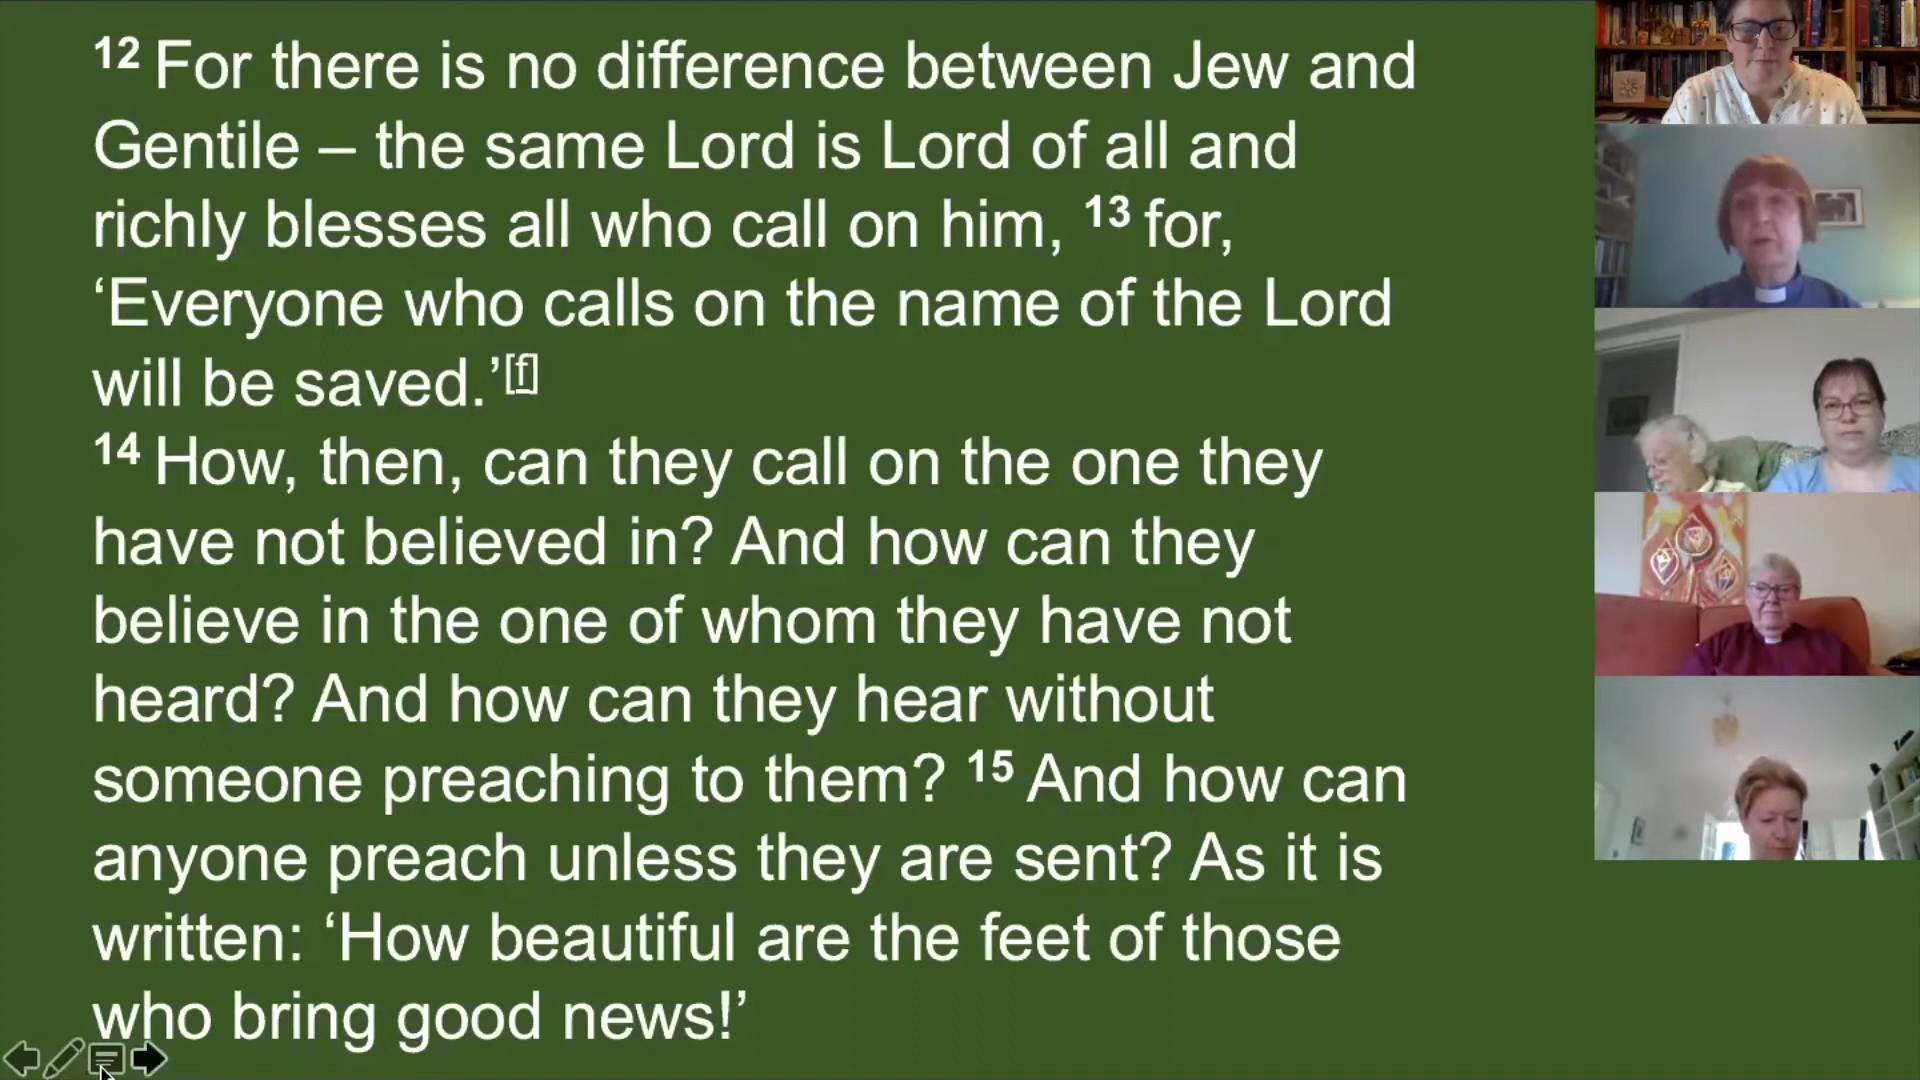 12 For there is no difference between Jew and
Gentile – the same Lord is Lord of all and
richly blesses all who call on him, 13 for,
‘Everyone who calls on the name of the Lord
will be saved.’[f]
14 How, then, can they call on the one they
have not believed in? And how can they
believe in the one of whom they have not
heard? And how can they hear without
someone preaching to them? 15 And how can
anyone preach unless they are sent? As it is
written: ‘How beautiful are the feet of those
who bring good news!’